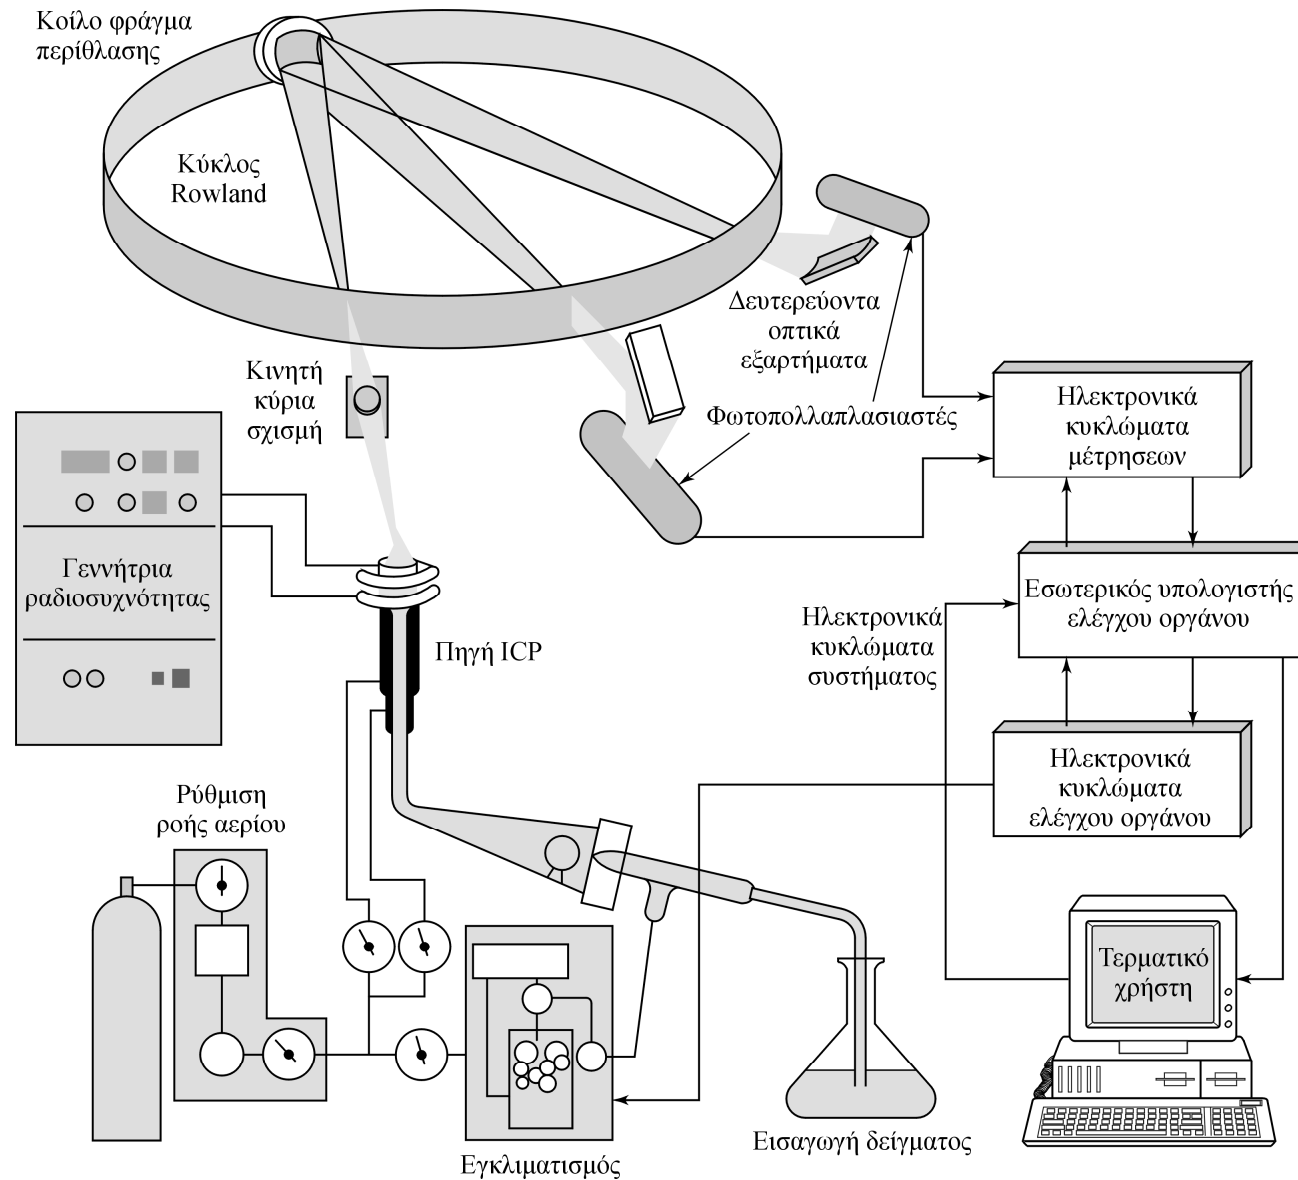 Κοίλο φράγμα
περίθλασης
Κύκλος
Rowland
Δευτερεύοντα
οπτικά
εξαρτήματα
Κινητή
κύρια
σχισμή
Φωτοπολλαπλασιαστές
Ηλεκτρονικά
κυκλώματα
μέτρησεων
Γεννήτρια
ραδιοσυχνότητας
Εσωτερικός υπολογιστής
ελέγχου οργάνου
Ηλεκτρονικά
κυκλώματα
συστήματος
Πηγή ICP
Ηλεκτρονικά
κυκλώματα
ελέγχου οργάνου
Ρύθμιση
ροής αερίου
Τερματικό
χρήστη
Εισαγωγή δείγματος
Εγκλιματισμός